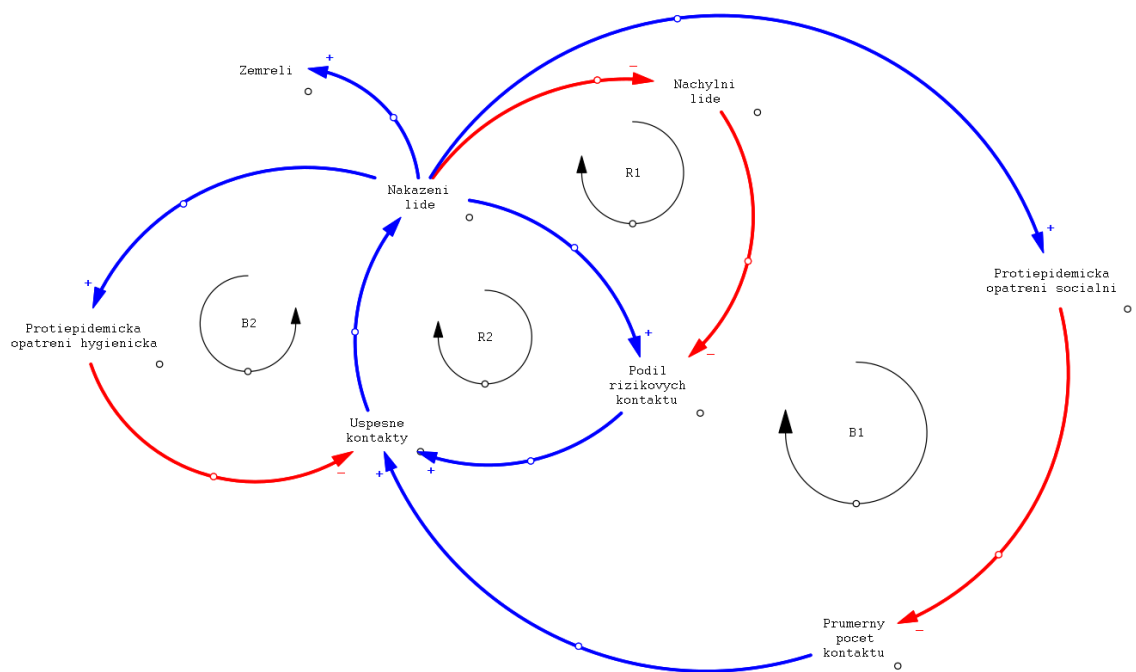 +
Zemreli
−
Nachylni
lide
R1
Nakazeni
lide
+
Protiepidemicka
opatreni socialni
+
B2
Protiepidemicka
opatreni hygienicka
R2
+
−
Podil
rizikovych
kontaktu
B1
Uspesne
kontakty
−
+
+
−
Prumerny
pocet
kontaktu